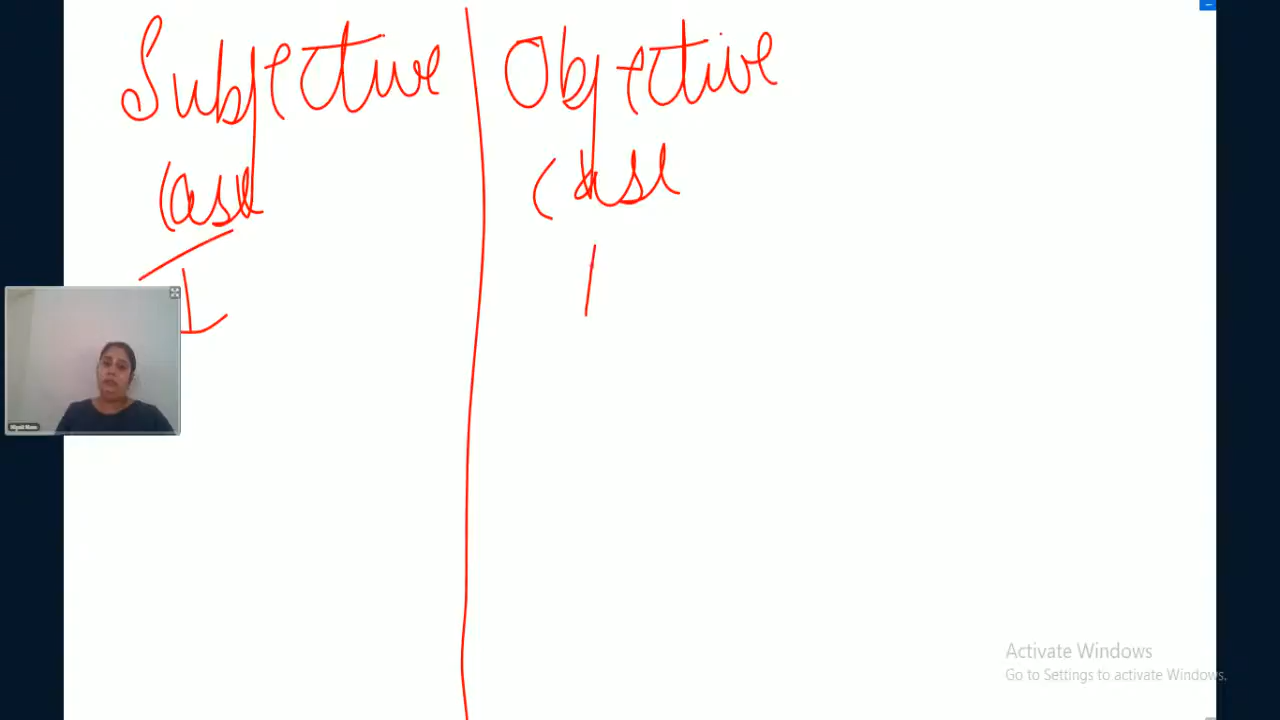 Subjective | Objective
case case
I
Activate Windows
Go to Settings to activate Windows.